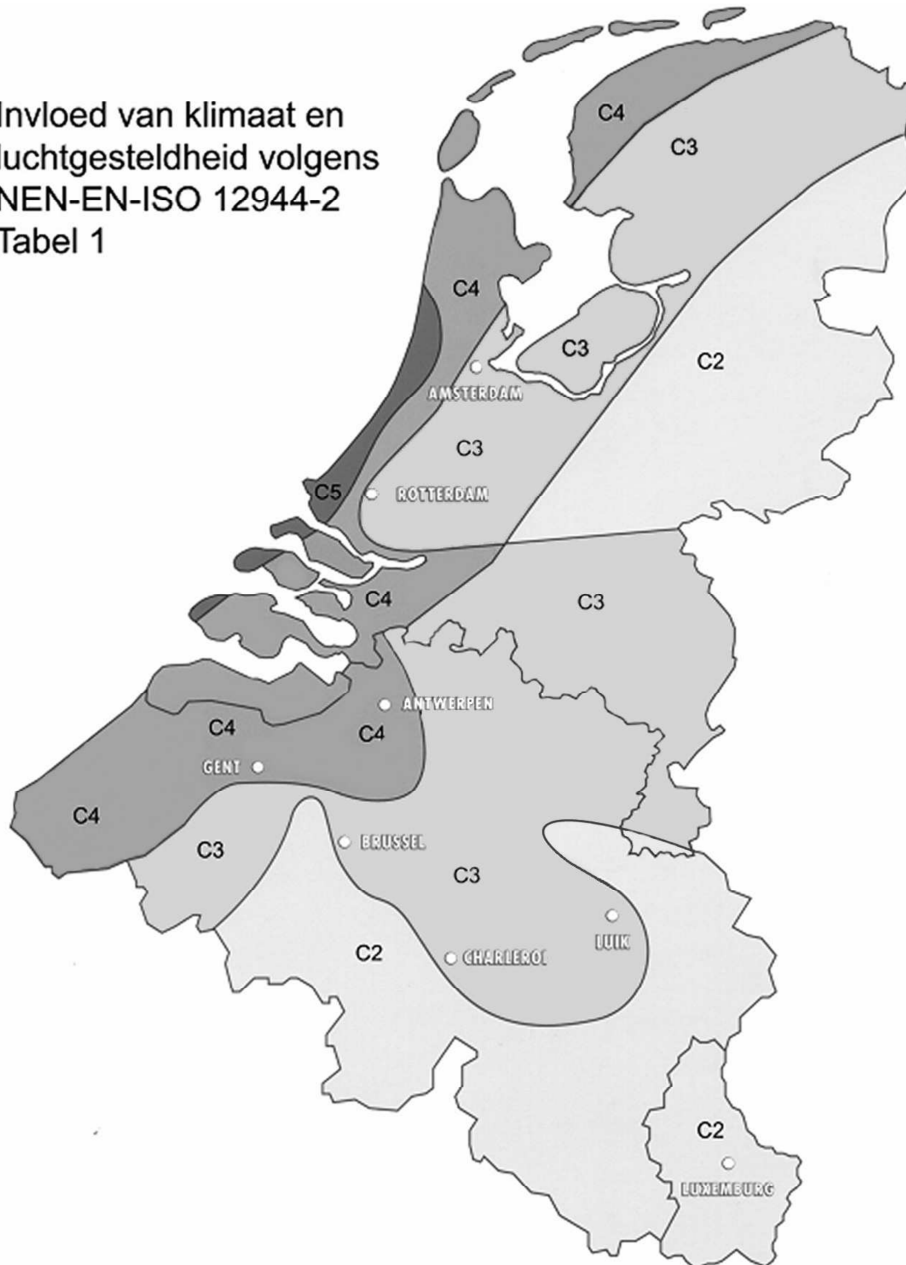 Invloed van klimaat en
luchtgesteldheid volgens
NEN-EN-ISO 12944-2
Tabel 1
C4
C3
C4
C3
C2
AMSTERDAM
C3
C5
ROTTERDAM
C4
C3
ANTWERPEN
C4
C4
GENT
C4
C3
BRUSSEL
C3
LUIK
C2
CHARLEROI
C2
LUXEMBURG